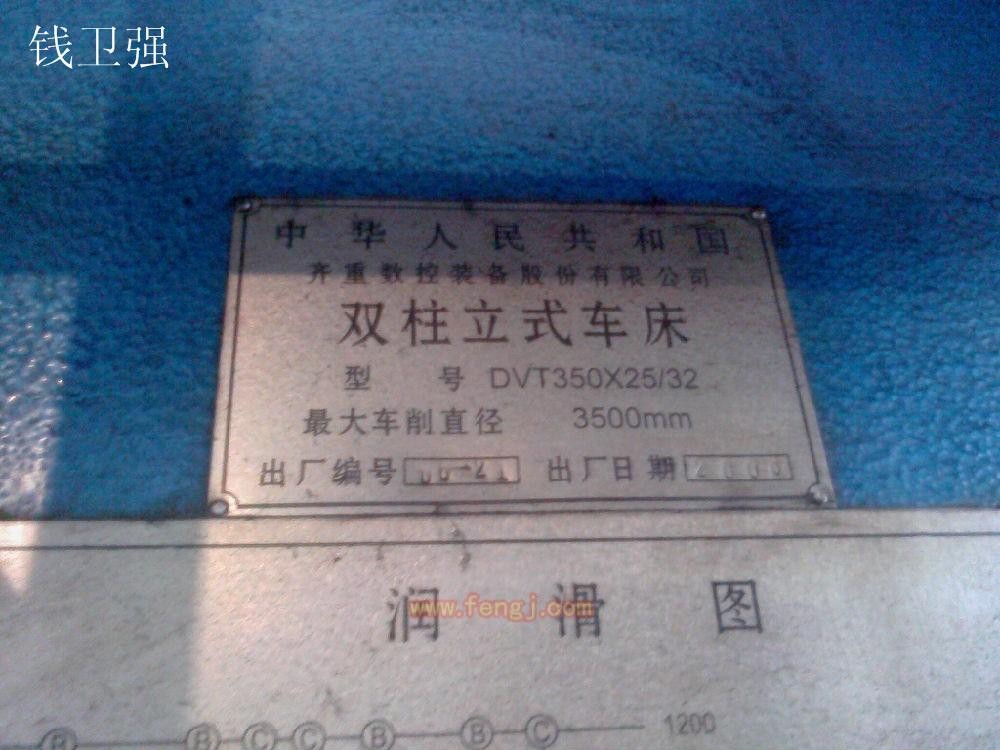 钱卫强
中华人民共和国
齐重数控装备股份有限公司
双柱立式车床
型号 DVT350X25/32
最大车削直径 3500mm
出厂编号 出厂日期
润滑图
www.fengj.com
B B C C B B C 1200